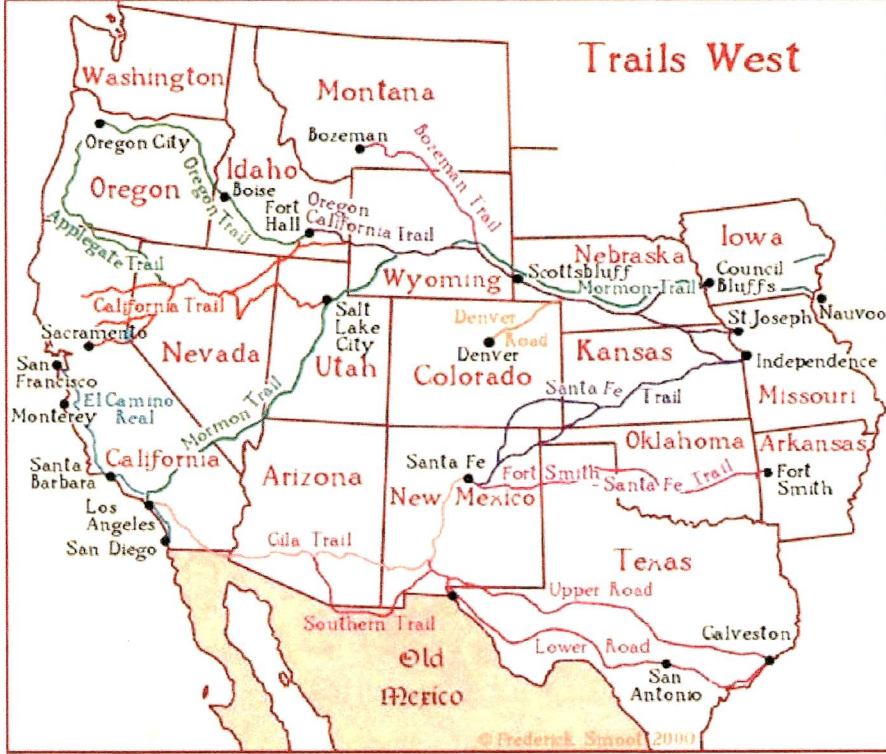 Trails West
Washington
Montana
Oregon City
Bozeman
Bozeman Trail
Idaho
Oregon
Oregon Trail
Boise
Fort
Hall
Oregon
California Trail
Iowa
Nebraska
Applegate Trail
Wyoming
Scottsbluff
Mormon Trail
Council
Bluffs
Nauvoo
California Trail
Salt
Lake
City
Denver
Road
Denver
St Joseph
Sacramento
Nevada
Utah
Colorado
Kansas
Independence
San
Francisco
Santa Fe
Trail
Missouri
Monterey
El Camino
Real
Mormon Trail
Oklahoma
Arkansas
Santa
Barbara
California
Arizona
Santa Fe
New
Mexico
Fort Smith
Santa Fe Trail
Fort
Smith
Los
Angeles
San Diego
Gila Trail
Texas
Upper Road
Southern Trail
Lower Road
Galveston
San
Antonio
Old
Mexico
© Frederick Smoot 2000